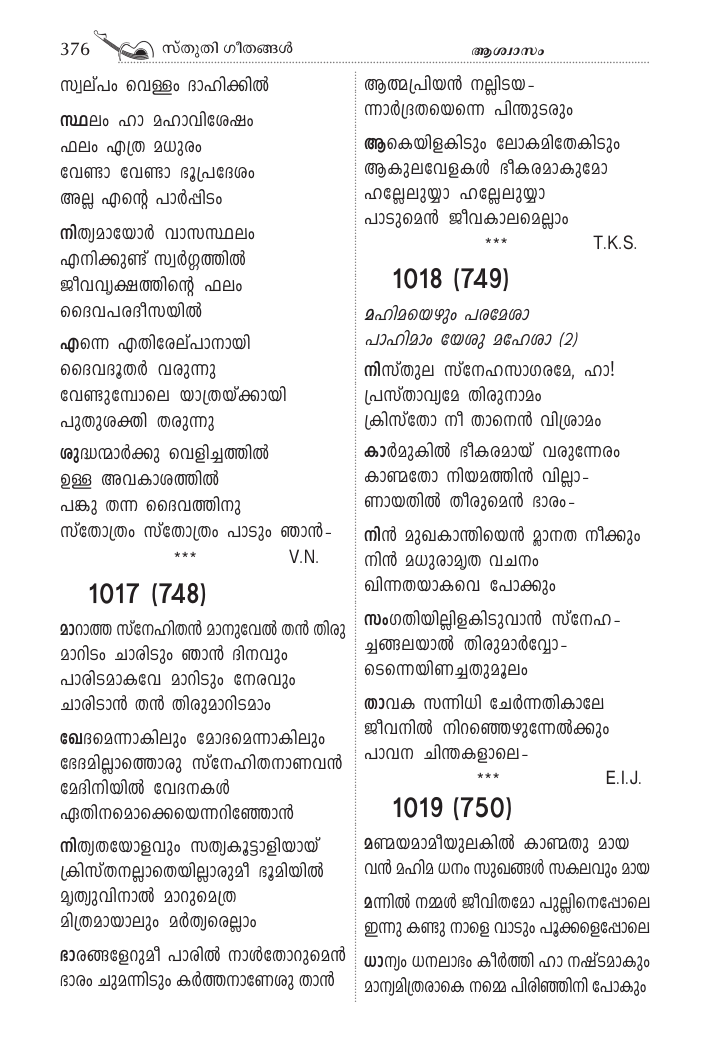 376 സ്തുതി ഗീതങ്ങൾ ആശ്വാസം
സ്വല്പം വെള്ളം ദാഹിക്കിൽ
സ്ഥലം ഹാ മഹാവിശേഷം
ഫലം എത്ര മധുരം
വേണ്ടാ വേണ്ടാ ഭൂപ്രദേശം
അല്ല എന്റെ പാർപ്പിടം
നിത്യമായോർ വാസസ്ഥലം
എനിക്കുണ്ട് സ്വർഗ്ഗത്തിൽ
ജീവവൃക്ഷത്തിന്റെ ഫലം
ദൈവപരദീസയിൽ
എന്നെ എതിരേല്പാനായി
ദൈവദൂതർ വരുന്നു
വേണ്ടുമ്പോലെ യാത്രയ്ക്കായി
പുതുശക്തി തരുന്നു
ശുദ്ധന്മാർക്കു വെളിച്ചത്തിൽ
ഉള്ള അവകാശത്തിൽ
പങ്കു തന്ന ദൈവത്തിനു
സ്തോത്രം സ്തോത്രം പാടും ഞാൻ-
*** V.N.
1017 (748)
മാറാത്ത സ്നേഹിതൻ മാനുവേൽ തൻ തിരു
മാറിടം ചാരിടും ഞാൻ ദിനവും
പാരിടമാകവേ മാറിടും നേരവും
ചാരിടാൻ തൻ തിരുമാറിടമാം
ഖേദമെന്നാകിലും മോദമെന്നാകിലും
ഭേദമില്ലാത്തൊരു സ്നേഹിതനാണവൻ
മേദിനിയിൽ വേദനകൾ
ഏതിനമൊക്കെയെന്നറിഞ്ഞോൻ
നിത്യതയോളവും സത്യകൂട്ടാളിയായ്
ക്രിസ്തനല്ലാതെയില്ലാരുമീ ഭൂമിയിൽ
മൃത്യുവിനാൽ മാറുമെത്ര
മിത്രമായാലും മർത്യരെല്ലാം
ഭാരങ്ങളേറുമീ പാരിൽ നാൾതോറുമെൻ
ഭാരം ചുമന്നിടും കർത്തനാണേശു താൻ
ആത്മപ്രിയൻ നല്ലിടയ-
ന്നാർദ്രതയെന്നെ പിന്തുടരും
ആകെയിളകിടും ലോകമിതേകിടും
ആകുലവേളകൾ ഭീകരമാകുമോ
ഹല്ലേലുയ്യാ ഹല്ലേലുയ്യാ
പാടുമെൻ ജീവകാലമെല്ലാം
*** T.K.S.
1018 (749)
മഹിമയെഴും പരമേശാ
പാഹിമാം യേശു മഹേശാ (2)
നിസ്തുല സ്നേഹസാഗരമേ, ഹാ!
പ്രസ്താവ്യമേ തിരുനാമം
ക്രിസ്തോ നീ താനെൻ വിശ്രാമം
കാർമുകിൽ ഭീകരമായ് വരുന്നേരം
കാണ്മതോ നിയമത്തിൻ വില്ലാ-
ണായതിൽ തീരുമെൻ ഭാരം-
നിൻ മുഖകാന്തിയെൻ മ്ലാനത നീക്കും
നിൻ മധുരാമൃത വചനം
ഖിന്നതയാകവെ പോക്കും
സംഗതിയില്ലിളകിടുവാൻ സ്നേഹ-
ച്ചങ്ങലയാൽ തിരുമാർവ്വോ-
ടെന്നെയിണച്ചതുമൂലം
താവക സന്നിധി ചേർന്നതികാലേ
ജീവനിൽ നിറഞ്ഞെഴുന്നേൽക്കും
പാവന ചിന്തകളാലെ-
*** E.I.J.
1019 (750)
മണ്മയമാമീയുലകിൽ കാണ്മതു മായ
വൻ മഹിമ ധനം സുഖങ്ങൾ സകലവും മായ
മന്നിൽ നമ്മൾ ജീവിതമോ പുല്ലിനെപ്പോലെ
ഇന്നു കണ്ടു നാളെ വാടും പൂക്കളെപ്പോലെ
ധാന്യം ധനലാഭം കീർത്തി ഹാ നഷ്ടമാകും
മാന്യമിത്രരാകെ നമ്മെ പിരിഞ്ഞിനി പോകും